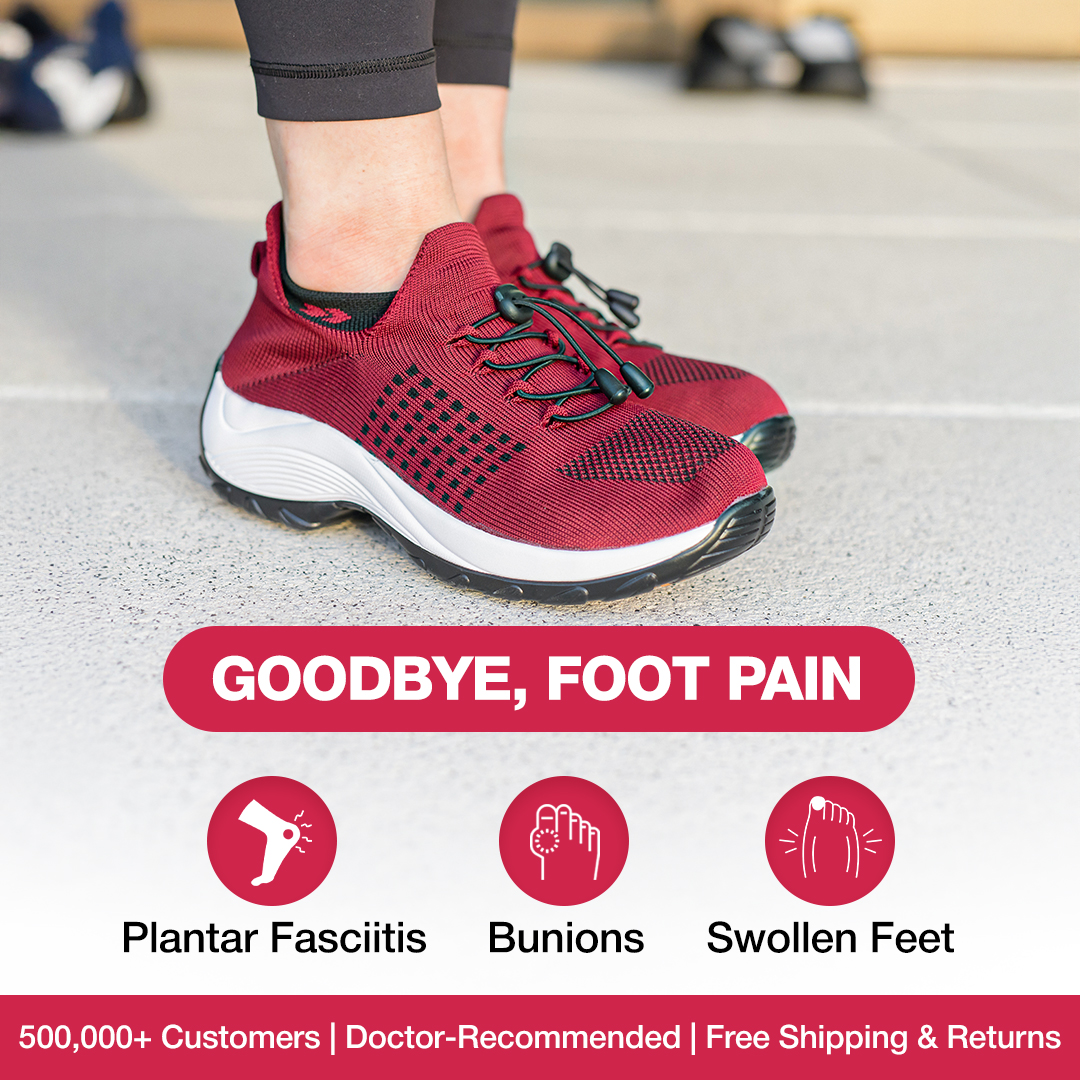 GOODBYE, FOOT PAIN
Plantar Fasciitis
Bunions
Swollen Feet
500,000+ Customers | Doctor-Recommended | Free Shipping & Returns